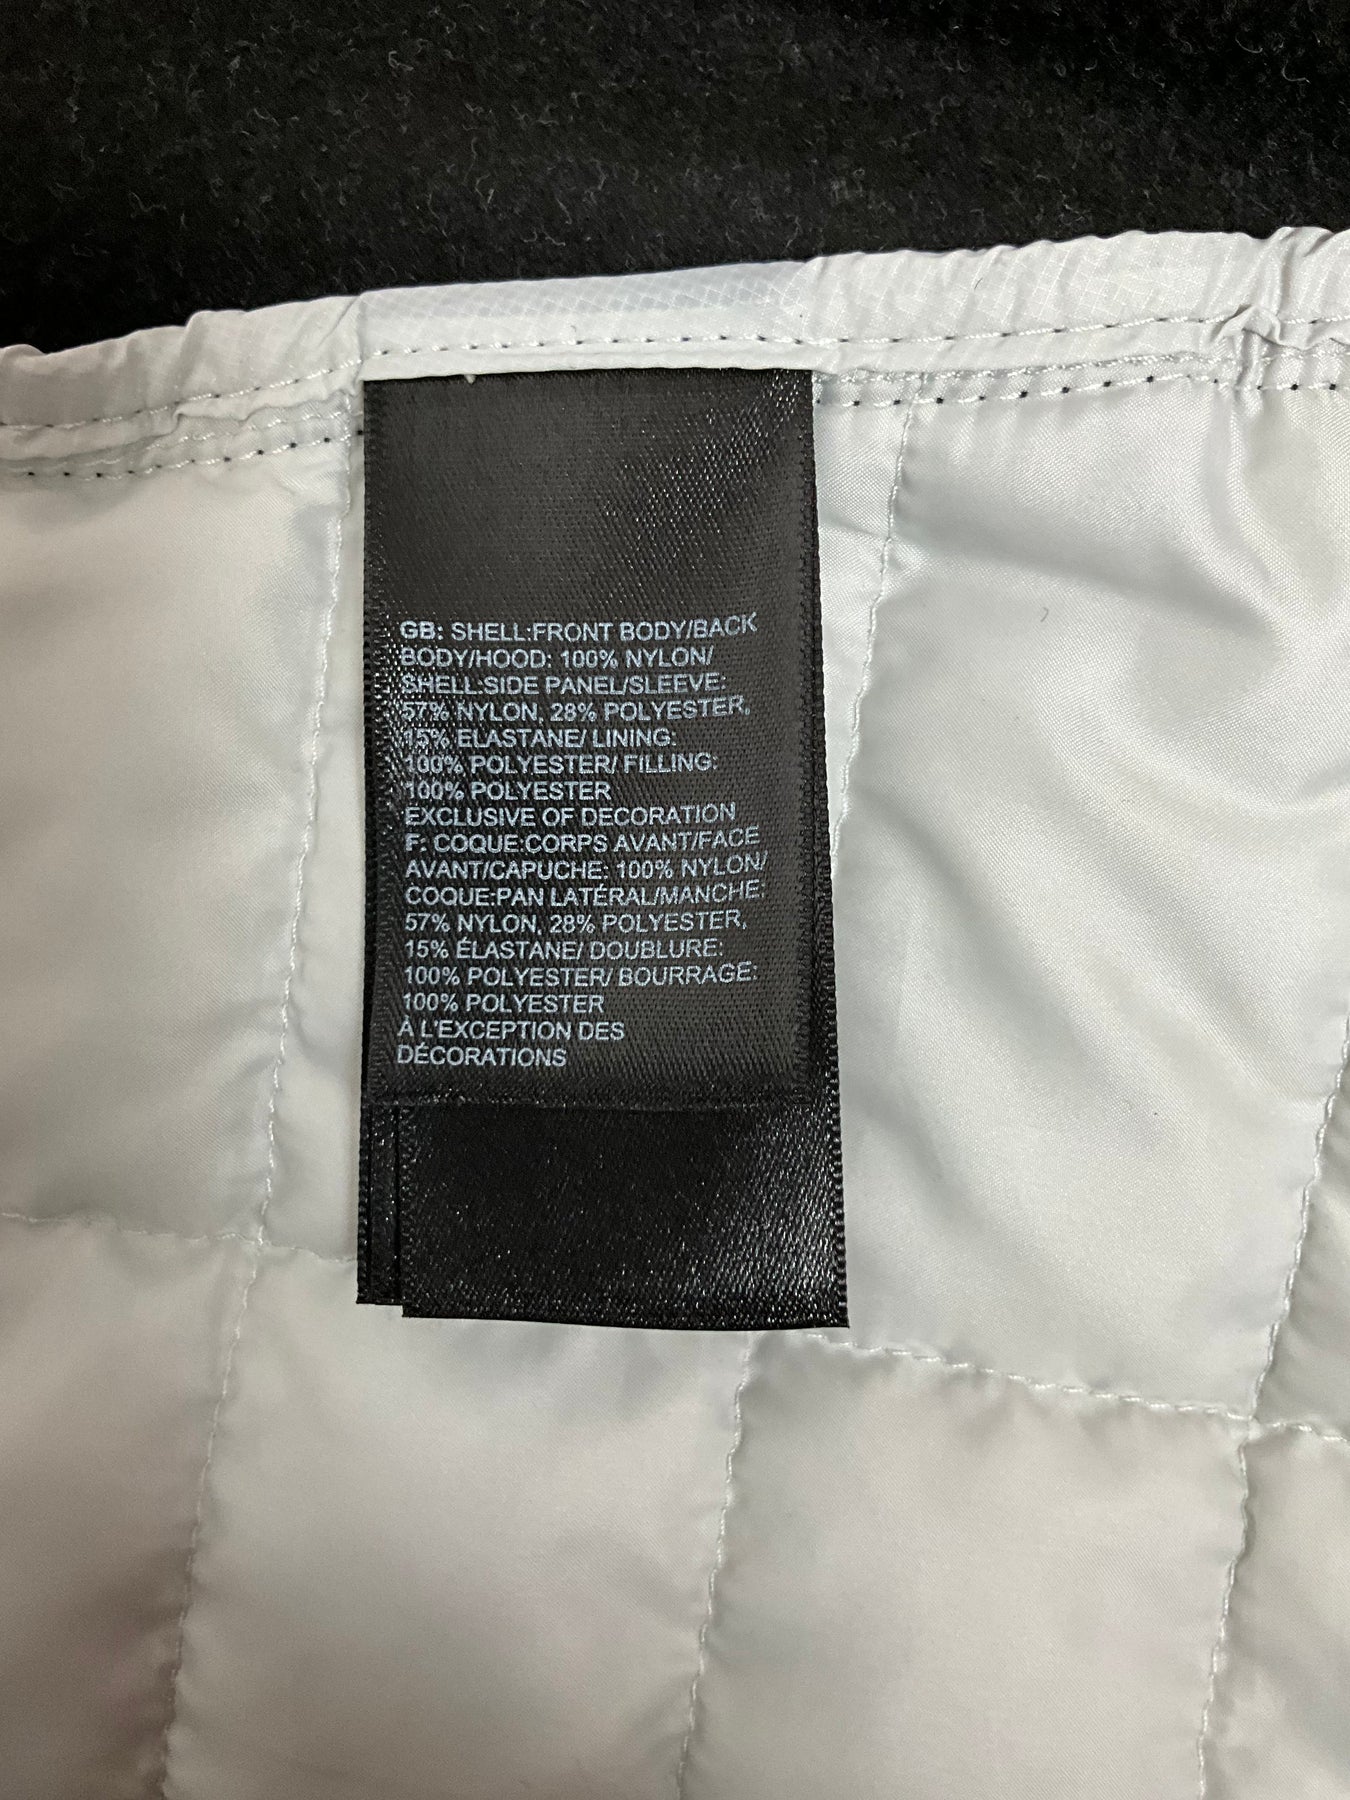 GB: SHELL:FRONT BODY/BACK
BODY/HOOD: 100% NYLON/
SHELL:SIDE PANEL/SLEEVE:
57% NYLON, 28% POLYESTER,
15% ELASTANE/ LINING:
100% POLYESTER/ FILLING:
100% POLYESTER
EXCLUSIVE OF DECORATION
F: COQUE:CORPS AVANT/FACE
AVANT/CAPUCHE: 100% NYLON/
COQUE:PAN LATÉRAL/MANCHE:
57% NYLON, 28% POLYESTER,
15% ÉLASTANE/ DOUBLURE:
100% POLYESTER/ BOURRAGE:
100% POLYESTER
À L'EXCEPTION DES
DÉCORATIONS